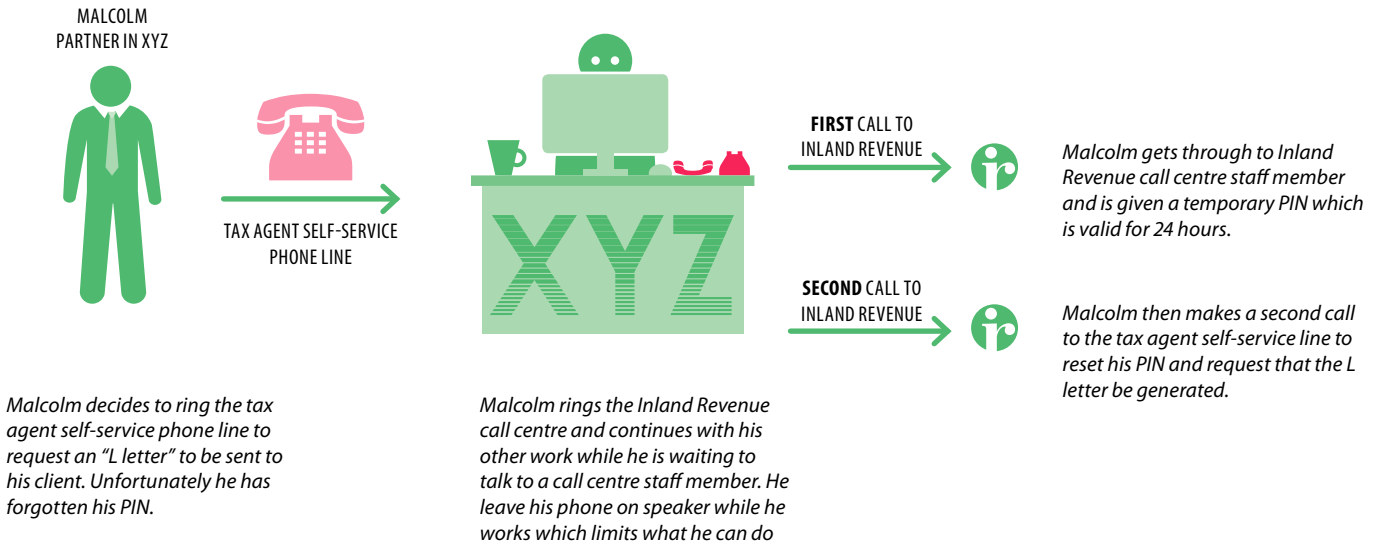 MALCOLM
PARTNER IN XYZ
TAX AGENT SELF-SERVICE
PHONE LINE
Malcolm decides to ring the tax
agent self-service phone line to
request an “L letter” to be sent to
his client. Unfortunately he has
forgotten his PIN.
XYZ
Malcolm rings the Inland Revenue
call centre and continues with his
other work while he is waiting to
talk to a call centre staff member. He
leave his phone on speaker while he
works which limits what he can do
FIRST CALL TO
INLAND REVENUE
ir
Malcolm gets through to Inland
Revenue call centre staff member
and is given a temporary PIN which
is valid for 24 hours.
SECOND CALL TO
INLAND REVENUE
ir
Malcolm then makes a second call
to the tax agent self-service line to
reset his PIN and request that the L
letter be generated.